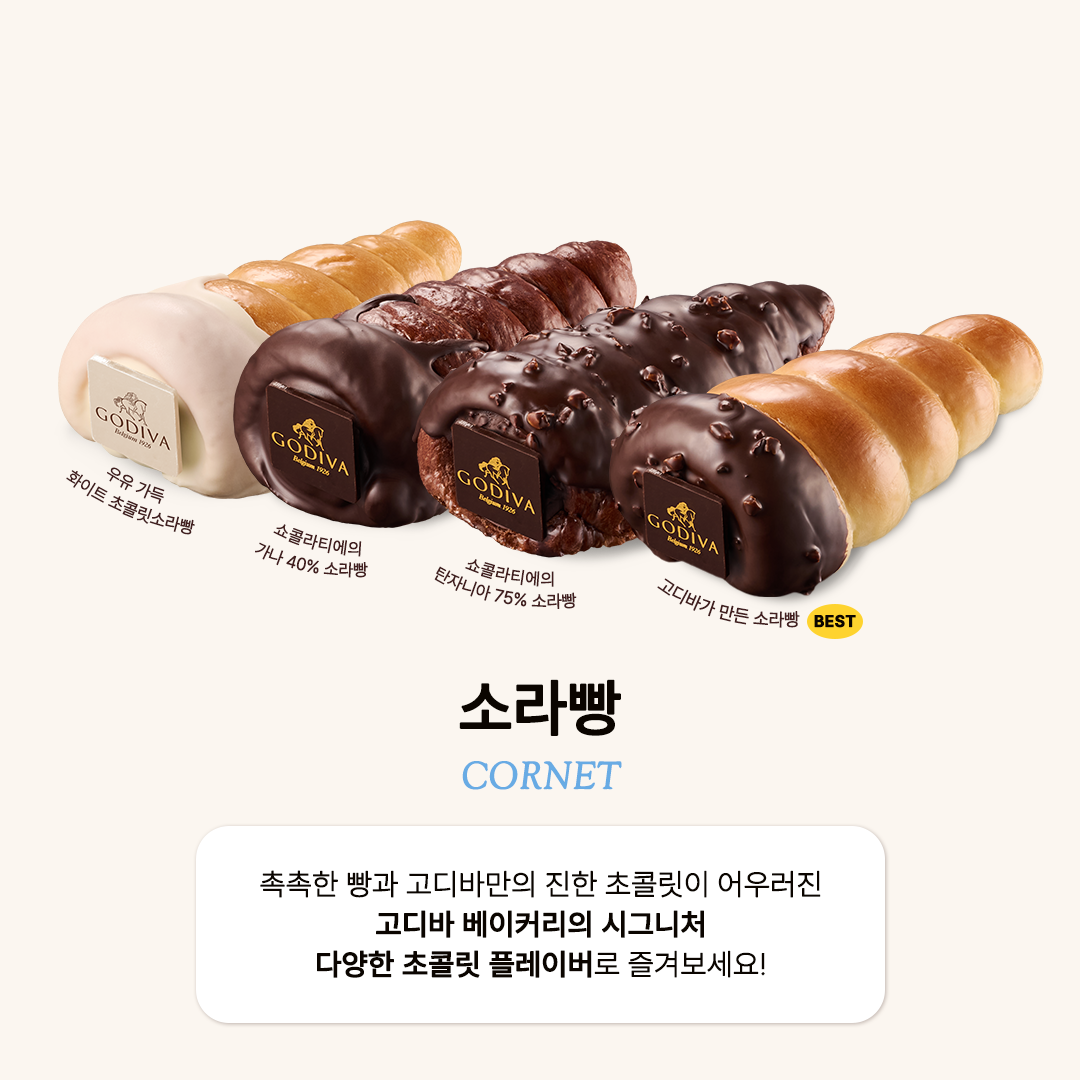 GODIVA
Belgium 1926
GODIVA
Belgium 1926
GODIVA
Belgium 1926
GODIVA
Belgium 1926
우유 가득
화이트 초콜릿소라빵
쇼콜라티에의
가나 40% 소라빵
쇼콜라티에의
탄자니아 75% 소라빵
고디바가 만든 소라빵 BEST
소라빵
CORNET
촉촉한 빵과 고디바만의 진한 초콜릿이 어우러진
고디바 베이커리의 시그니처
다양한 초콜릿 플레이버로 즐겨보세요!